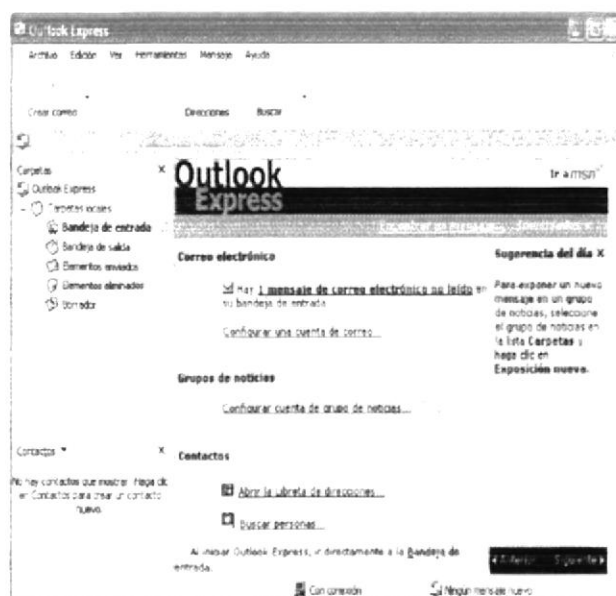 Outlook Express
Archivo Edición Ver Herramientas Mensaje Ayuda
Crear correo Direcciones Buscar
Carpetas ×
Outlook Express
Carpetas locales
Bandeja de entrada
Bandeja de salida
Elementos enviados
Elementos eliminados
Borrador
Contactos ×
No hay contactos que mostrar. Haga clic
en Contactos para crear un contacto
nuevo.
Outlook
Express
Ir a msn
Correo electrónico
Hay 1 mensaje de correo electrónico no leído en
su bandeja de entrada
Configurar una cuenta de correo...
Grupos de noticias
Configurar cuenta de grupo de noticias...
Contactos
Abrir la Libreta de direcciones...
Buscar personas...
Al iniciar Outlook Express, ir directamente a la Bandeja de
entrada.
Sugerencia del día ×
Para exponer un nuevo
mensaje en un grupo
de noticias, seleccione
el grupo de noticias en
la lista Carpetas y
haga clic en
Exposición nueva.
Anterior Siguiente
Con conexión Ningún mensaje nuevo